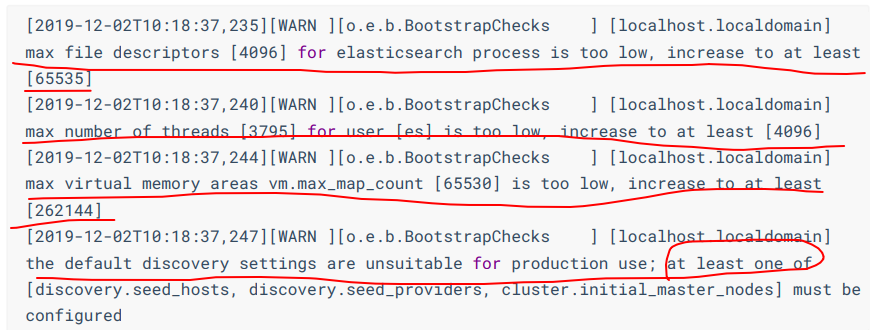 [2019-12-02T10:18:37,235][WARN ][o.e.b.BootstrapChecks    ] [localhost.localdomain]
max file descriptors [4096] for elasticsearch process is too low, increase to at least
[65535]
[2019-12-02T10:18:37,240][WARN ][o.e.b.BootstrapChecks    ] [localhost.localdomain]
max number of threads [3795] for user [es] is too low, increase to at least [4096]
[2019-12-02T10:18:37,244][WARN ][o.e.b.BootstrapChecks    ] [localhost.localdomain]
max virtual memory areas vm.max_map_count [65530] is too low, increase to at least
[262144]
[2019-12-02T10:18:37,247][WARN ][o.e.b.BootstrapChecks    ] [localhost.localdomain]
the default discovery settings are unsuitable for production use; at least one of
[discovery.seed_hosts, discovery.seed_providers, cluster.initial_master_nodes] must be
configured